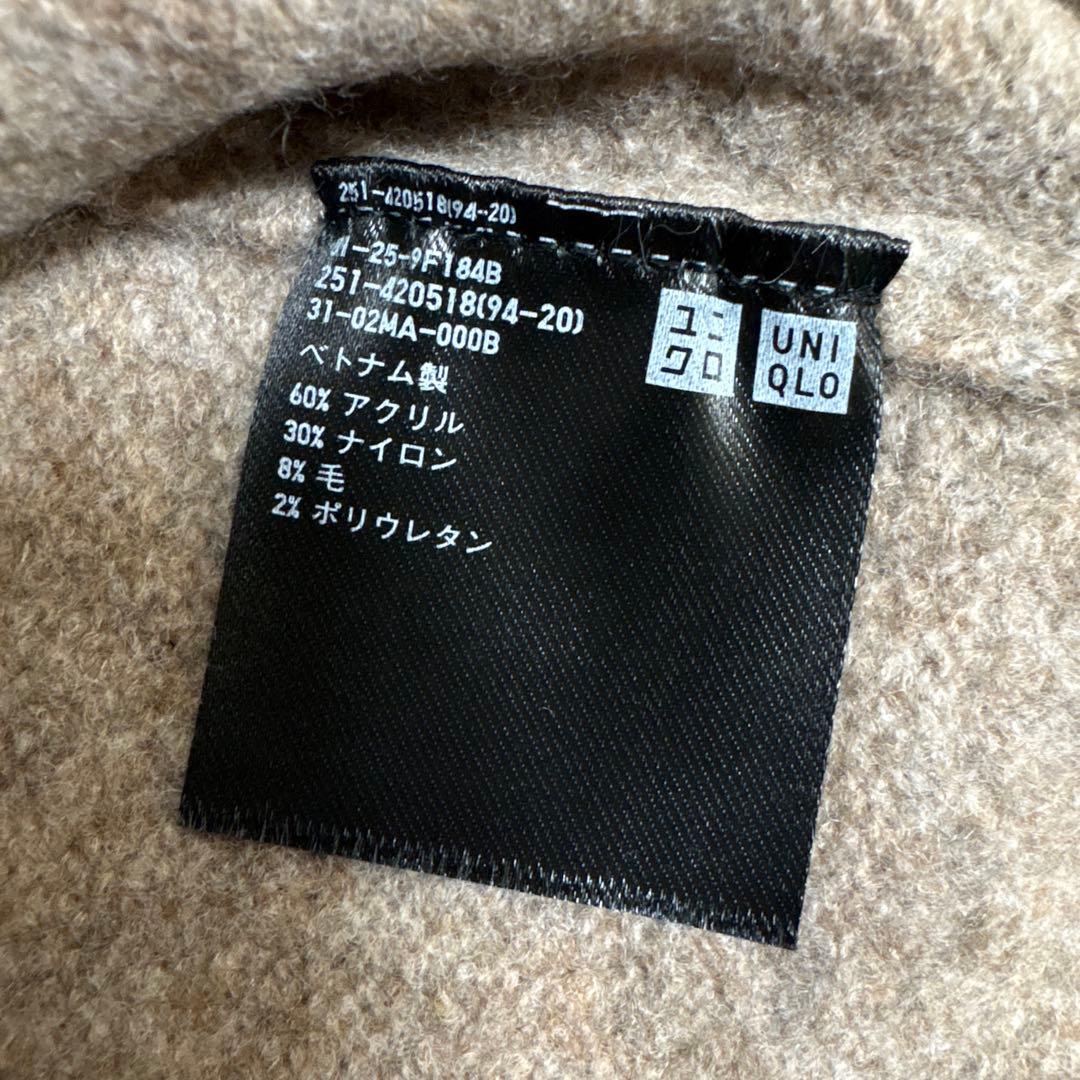 251-420518(94-20)
-25-9F184B
251-420518(94-20)
31-02MA-000B
ベトナム製
60% アクリル
30% ナイロン
8% 毛
2% ポリウレタン
ユニ
クロ
UNI
QLO